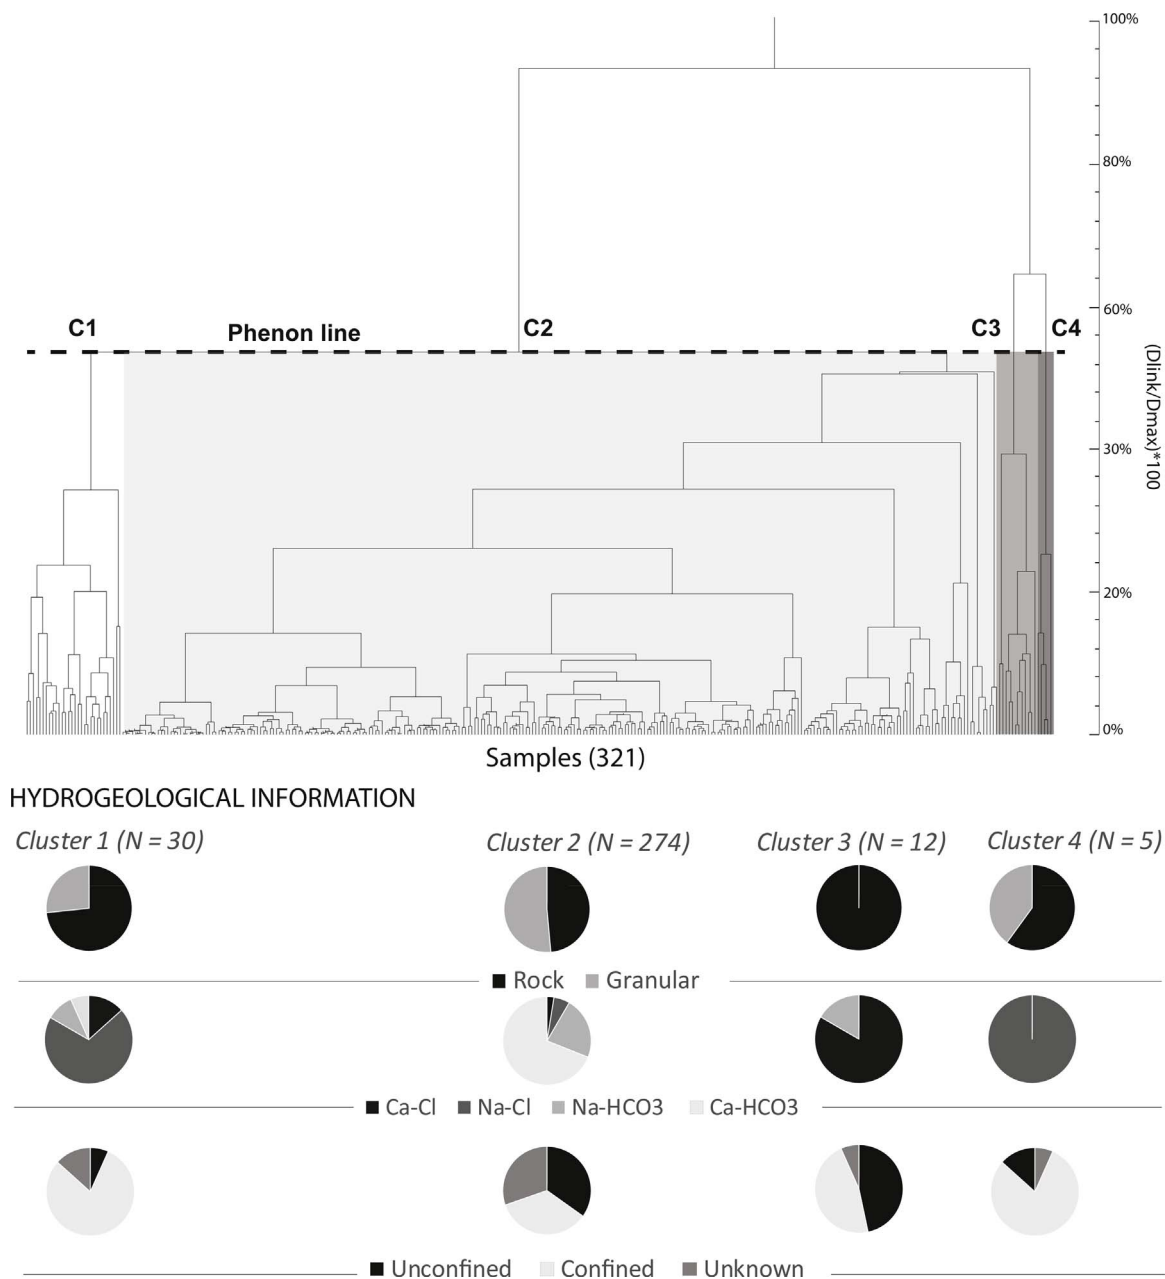 100%
80%
60%
C1
Phenon line
C2
C3
C4
(Dlink/Dmax)*100
30%
20%
0%
Samples (321)
HYDROGEOLOGICAL INFORMATION
Cluster 1 (N = 30)
Cluster 2 (N = 274)
Cluster 3 (N = 12)
Cluster 4 (N = 5)
Rock
Granular
Ca-Cl
Na-Cl
Na-HCO3
Ca-HCO3
Unconfined
Confined
Unknown